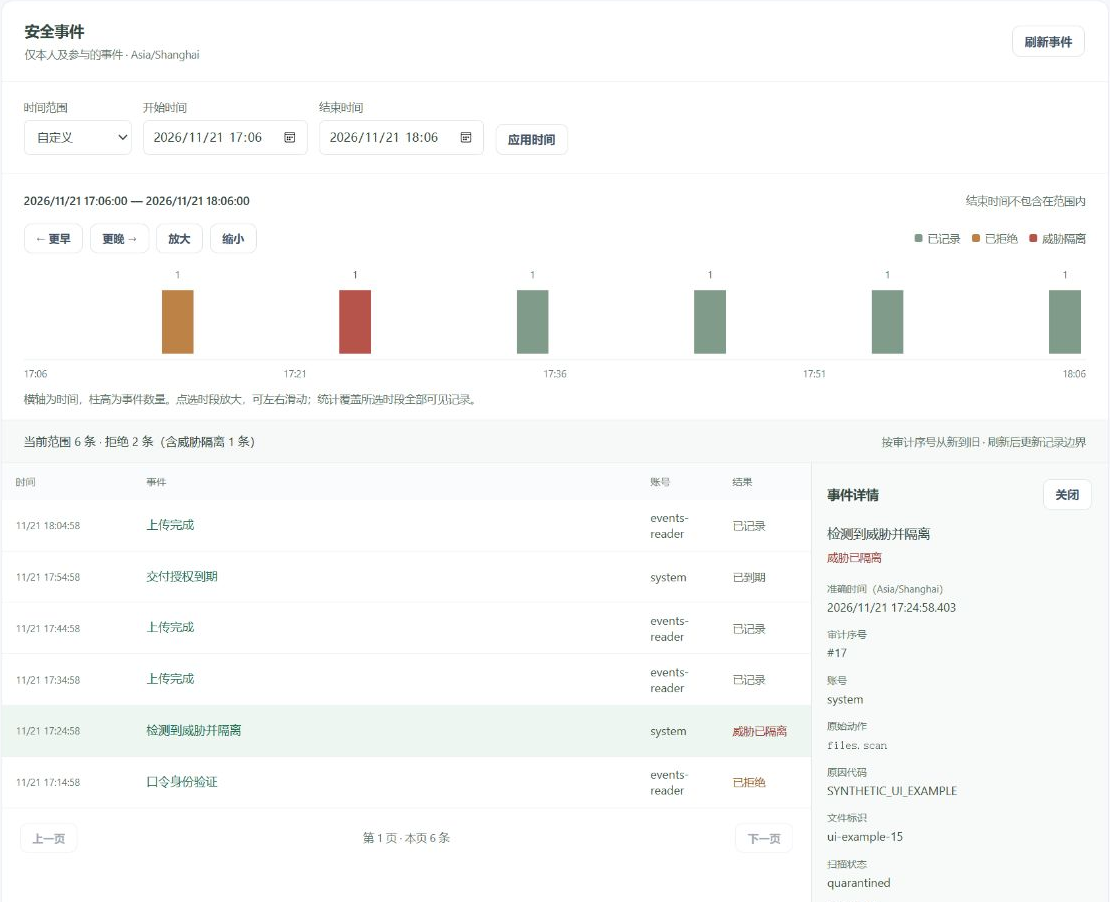 安全事件
仅本人及参与的事件 · Asia/Shanghai
刷新事件
时间范围
开始时间
结束时间
自定义
2026/11/21 17:06
2026/11/21 18:06
应用时间
2026/11/21 17:06:00 — 2026/11/21 18:06:00
结束时间不包含在范围内
← 更早
更晚 →
放大
缩小
已记录
已拒绝
威胁隔离
1
1
1
1
1
1
17:06
17:21
17:36
17:51
18:06
横轴为时间，柱高为事件数量。点选时段放大，可左右滑动；统计覆盖所选时段全部可见记录。
当前范围 6 条 · 拒绝 2 条（含威胁隔离 1 条）
按审计序号从新到旧 · 刷新后更新记录边界
时间
事件
账号
结果
11/21 18:04:58
上传完成
events-
reader
已记录
11/21 17:54:58
交付授权到期
system
已到期
11/21 17:44:58
上传完成
events-
reader
已记录
11/21 17:34:58
上传完成
events-
reader
已记录
11/21 17:24:58
检测到威胁并隔离
system
威胁已隔离
11/21 17:14:58
口令身份验证
events-
reader
已拒绝
上一页
第 1 页 · 本页 6 条
下一页
事件详情
关闭
检测到威胁并隔离
威胁已隔离
准确时间（Asia/Shanghai）
2026/11/21 17:24:58.403
审计序号
#17
账号
system
原始动作
files.scan
原因代码
SYNTHETIC_UI_EXAMPLE
文件标识
ui-example-15
扫描状态
quarantined